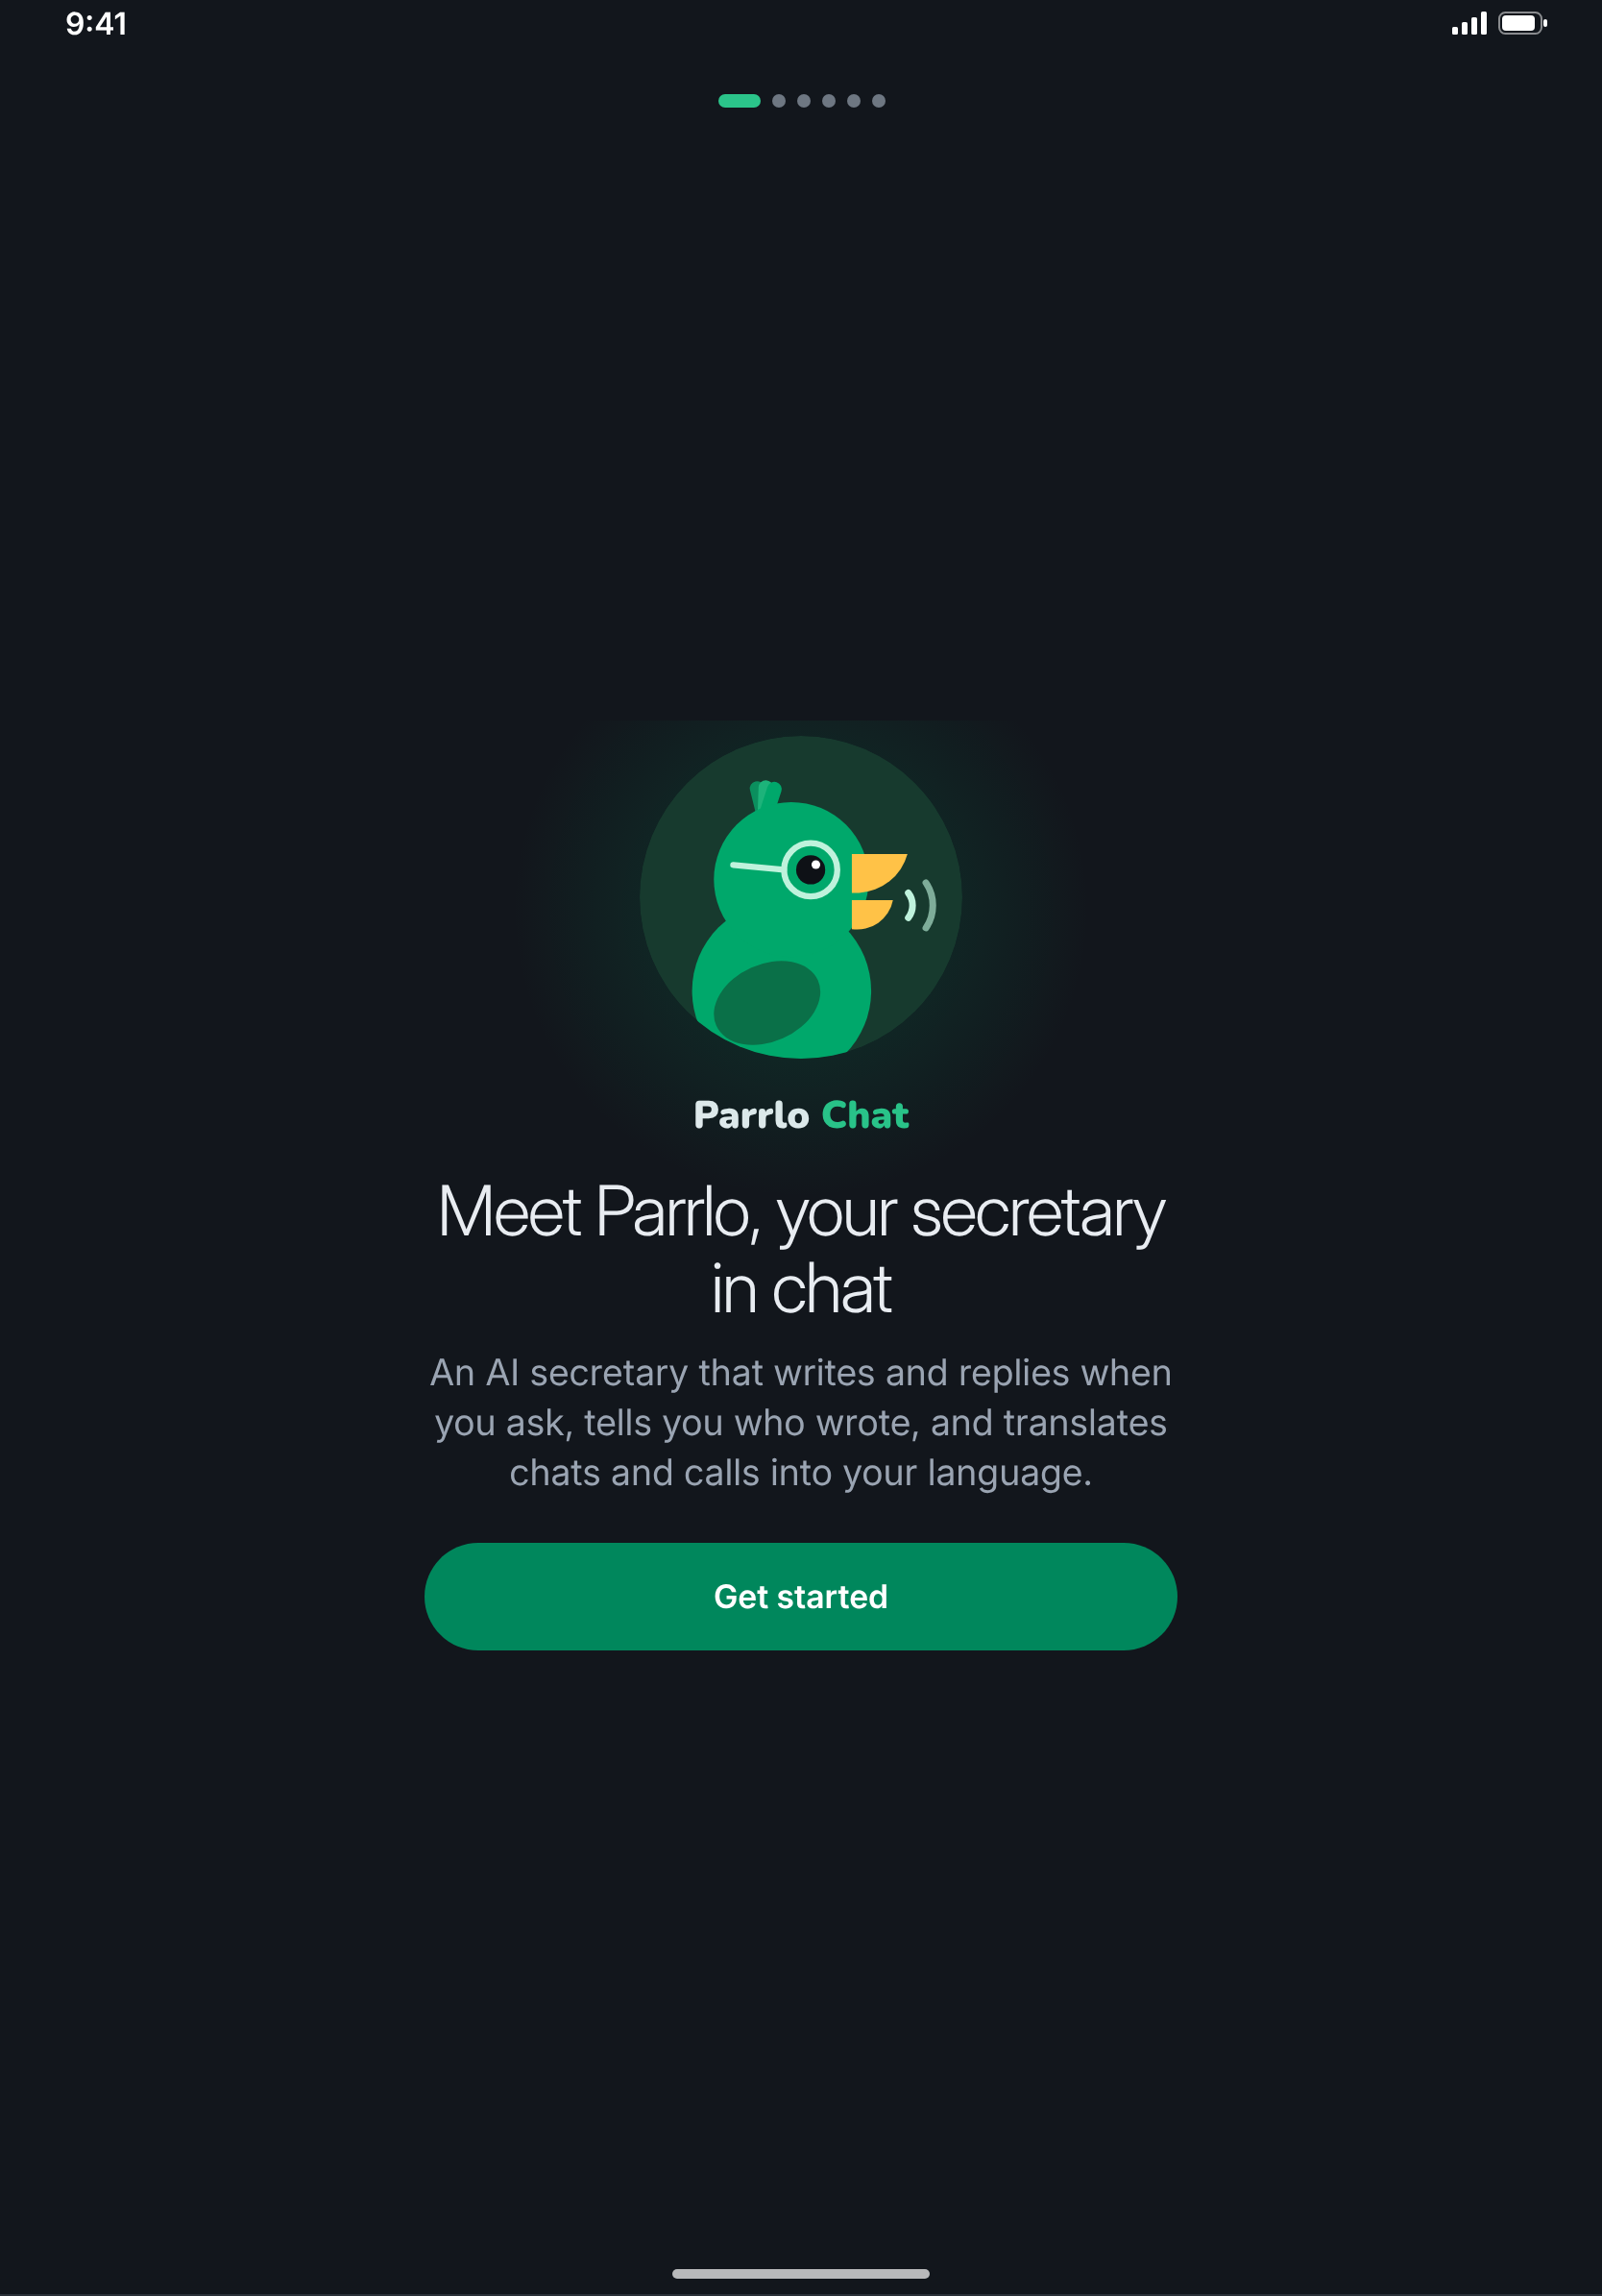 9:41
Parrlo Chat
Meet Parrlo, your secretary
in chat
An AI secretary that writes and replies when
you ask, tells you who wrote, and translates
chats and calls into your language.
Get started